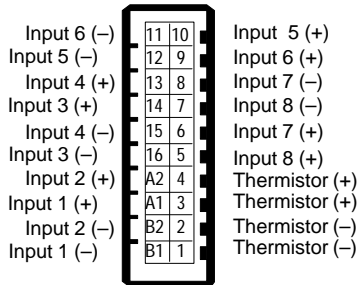 Input 6 (–) 11 10 Input 5 (+)
Input 5 (–) 12 9 Input 6 (+)
Input 4 (+) 13 8 Input 7 (–)
Input 3 (+) 14 7 Input 8 (–)
Input 4 (–) 15 6 Input 7 (+)
Input 3 (–) 16 5 Input 8 (+)
Input 2 (+) A2 4 Thermistor (+)
Input 1 (+) A1 3 Thermistor (+)
Input 2 (–) B2 2 Thermistor (–)
Input 1 (–) B1 1 Thermistor (–)